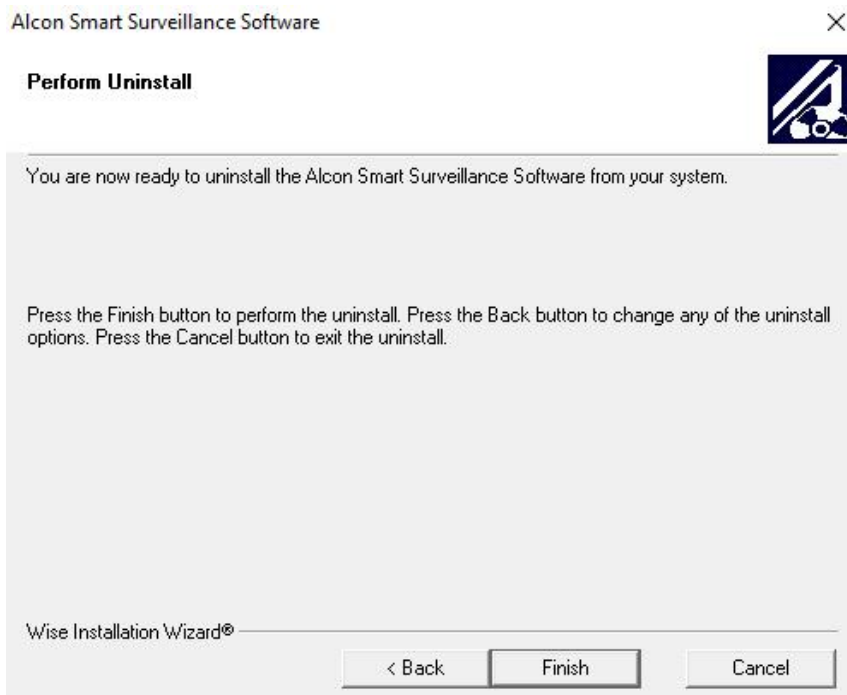 Alcon Smart Surveillance Software
Perform Uninstall
You are now ready to uninstall the Alcon Smart Surveillance Software from your system.
Press the Finish button to perform the uninstall. Press the Back button to change any of the uninstall
options. Press the Cancel button to exit the uninstall.
Wise Installation Wizard®
< Back
Finish
Cancel